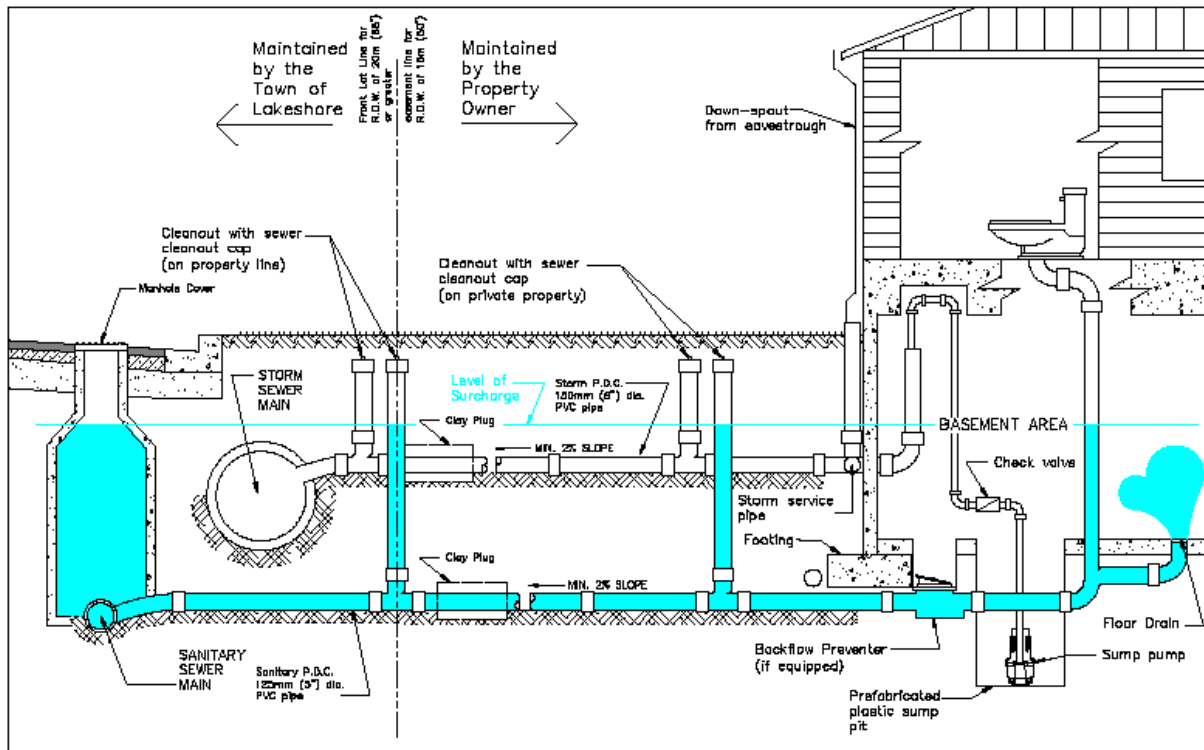 Maintained
by the
Town of
Lakeshore
Front Lot Line for
R.O.W. of 20m (66')
or greater
easement line for
R.O.W. of 15m (50')
Maintained
by the
Property
Owner
Down-spout
from eavestrough
Cleanout with sewer
cleanout cap
(on property line)
Manhole Cover
Cleanout with sewer
cleanout cap
(on private property)
STORM
SEWER
MAIN
Level of
Surcharge
Storm P.D.C.
150mm (6") dia.
PVC pipe
Clay Plug
MIN. 2% SLOPE
BASEMENT AREA
Check valve
Storm service
pipe
Footing
Clay Plug
MIN. 2% SLOPE
SANITARY
SEWER
MAIN
Sanitary P.D.C.
125mm (5") dia.
PVC pipe
Backflow Preventer
(if equipped)
Floor Drain
Sump pump
Prefabricated
plastic sump
pit